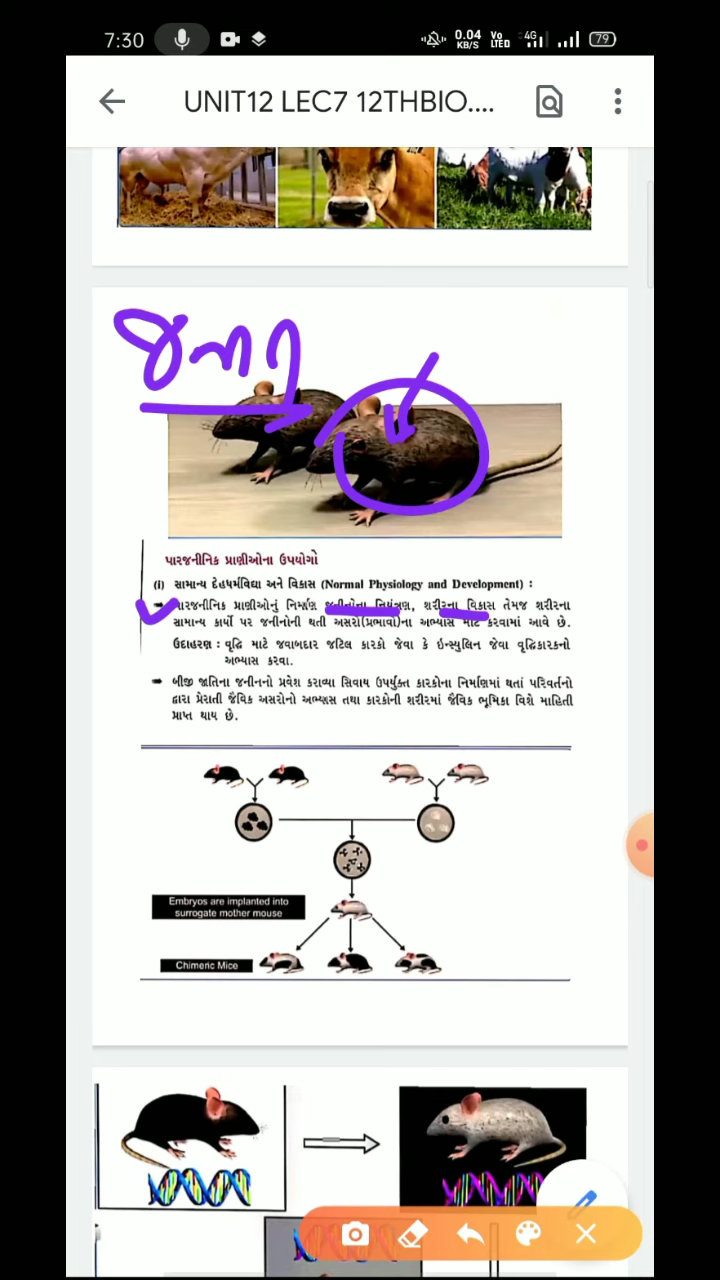 7:30
0.04
KB/S
Vo
LTED
4G
79
UNIT12 LEC7 12THBIO....
પારજનીનિક પ્રાણીઓના ઉપયોગો
(i) સામાન્ય દેહધર્મવિદ્યા અને વિકાસ (Normal Physiology and Development) :
પારજનીનિક પ્રાણીઓનું નિર્માણ જનીનોના નિયંત્રણ, શરીરના વિકાસ તેમજ શરીરના
સામાન્ય કાર્યો પર જનીનોની થતી અસરો(પ્રભાવો)ના અભ્યાસ માટે કરવામાં આવે છે.
ઉદાહરણ : વૃદ્ધિ માટે જવાબદાર જટિલ કારકો જેવા કે ઇન્સ્યુલિન જેવા વૃદ્ધિકારકનો
અભ્યાસ કરવા.
બીજી જાતિના જનીનનો પ્રવેશ કરાવ્યા સિવાય ઉપર્યુક્ત કારકોના નિર્માણમાં થતાં પરિવર્તનો
દ્વારા પ્રેરાતી જૈવિક અસરોનો અભ્યાસ તથા કારકોની શરીરમાં જૈવિક ભૂમિકા વિશે માહિતી
પ્રાપ્ત થાય છે.
Embryos are implanted into
surrogate mother mouse
Chimeric Mice